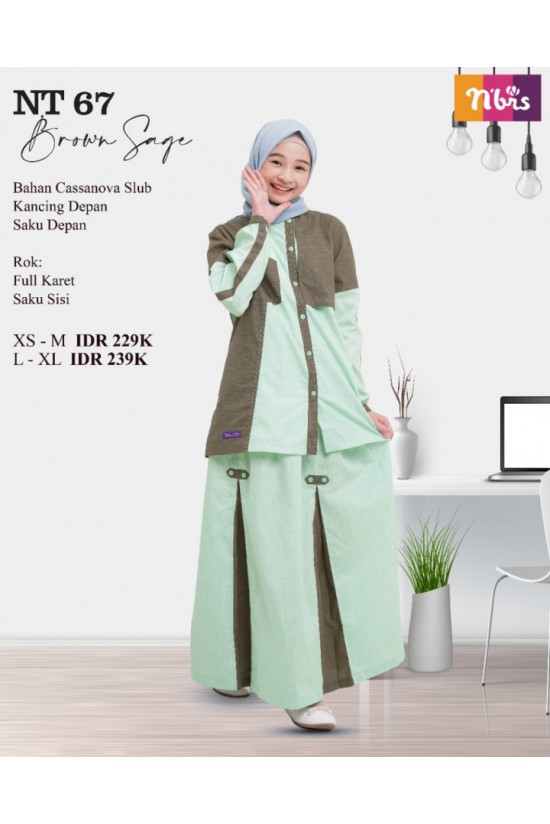 NT 67
Brown Sage
N'brs
Bahan Cassanova Slub
Kancing Depan
Saku Depan
Rok:
Full Karet
Saku Sisi
XS - M IDR 229K
L - XL IDR 239K